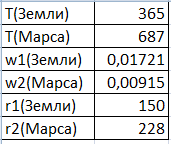 T(Земли) 365
T(Марса) 687
w1(Земли) 0,01721
w2(Марса) 0,00915
r1(Земли) 150
r2(Марса) 228